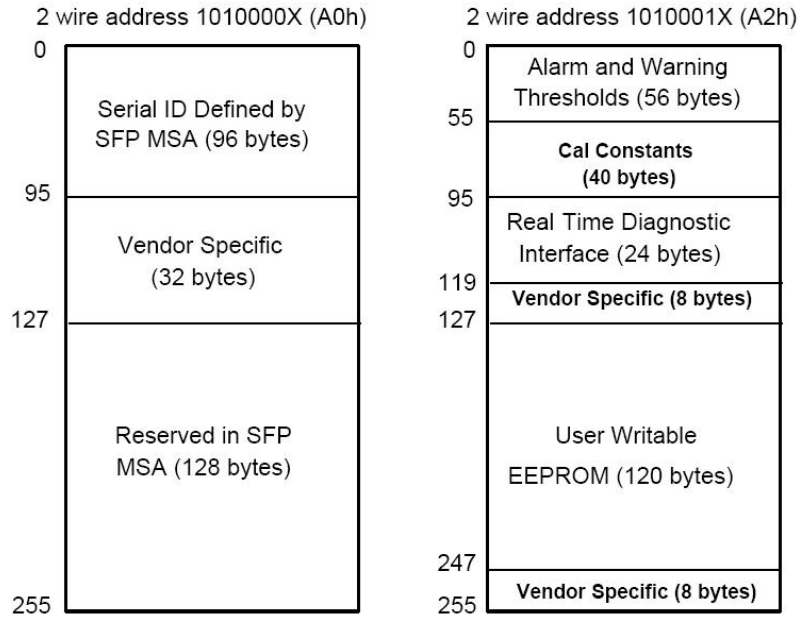 2 wire address 1010000X (A0h)
0
Serial ID Defined by
SFP MSA (96 bytes)
95
Vendor Specific
(32 bytes)
127
Reserved in SFP
MSA (128 bytes)
255
2 wire address 1010001X (A2h)
0
Alarm and Warning
Thresholds (56 bytes)
55
Cal Constants
(40 bytes)
95
Real Time Diagnostic
Interface (24 bytes)
119
Vendor Specific (8 bytes)
127
User Writable
EEPROM (120 bytes)
247
Vendor Specific (8 bytes)
255